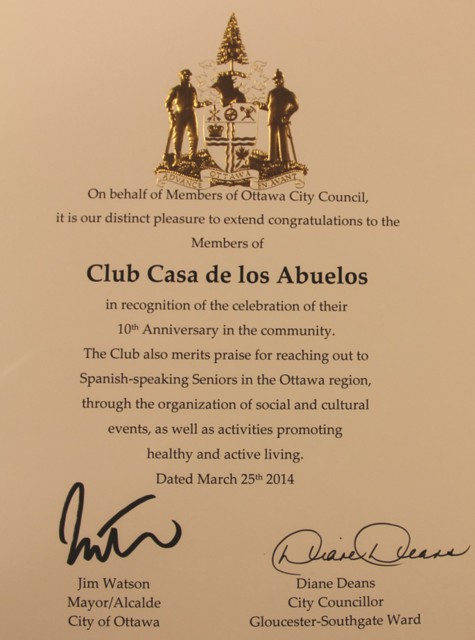 ADVANCE OTTAWA EN AVANT
On behalf of Members of Ottawa City Council,
it is our distinct pleasure to extend congratulations to the
Members of
Club Casa de los Abuelos
in recognition of the celebration of their
10th Anniversary in the community.
The Club also merits praise for reaching out to
Spanish-speaking Seniors in the Ottawa region,
through the organization of social and cultural
events, as well as activities promoting
healthy and active living.
Dated March 25th 2014
Diane Deans
Jim Watson
Mayor/Alcalde
City of Ottawa
Diane Deans
City Councillor
Gloucester-Southgate Ward